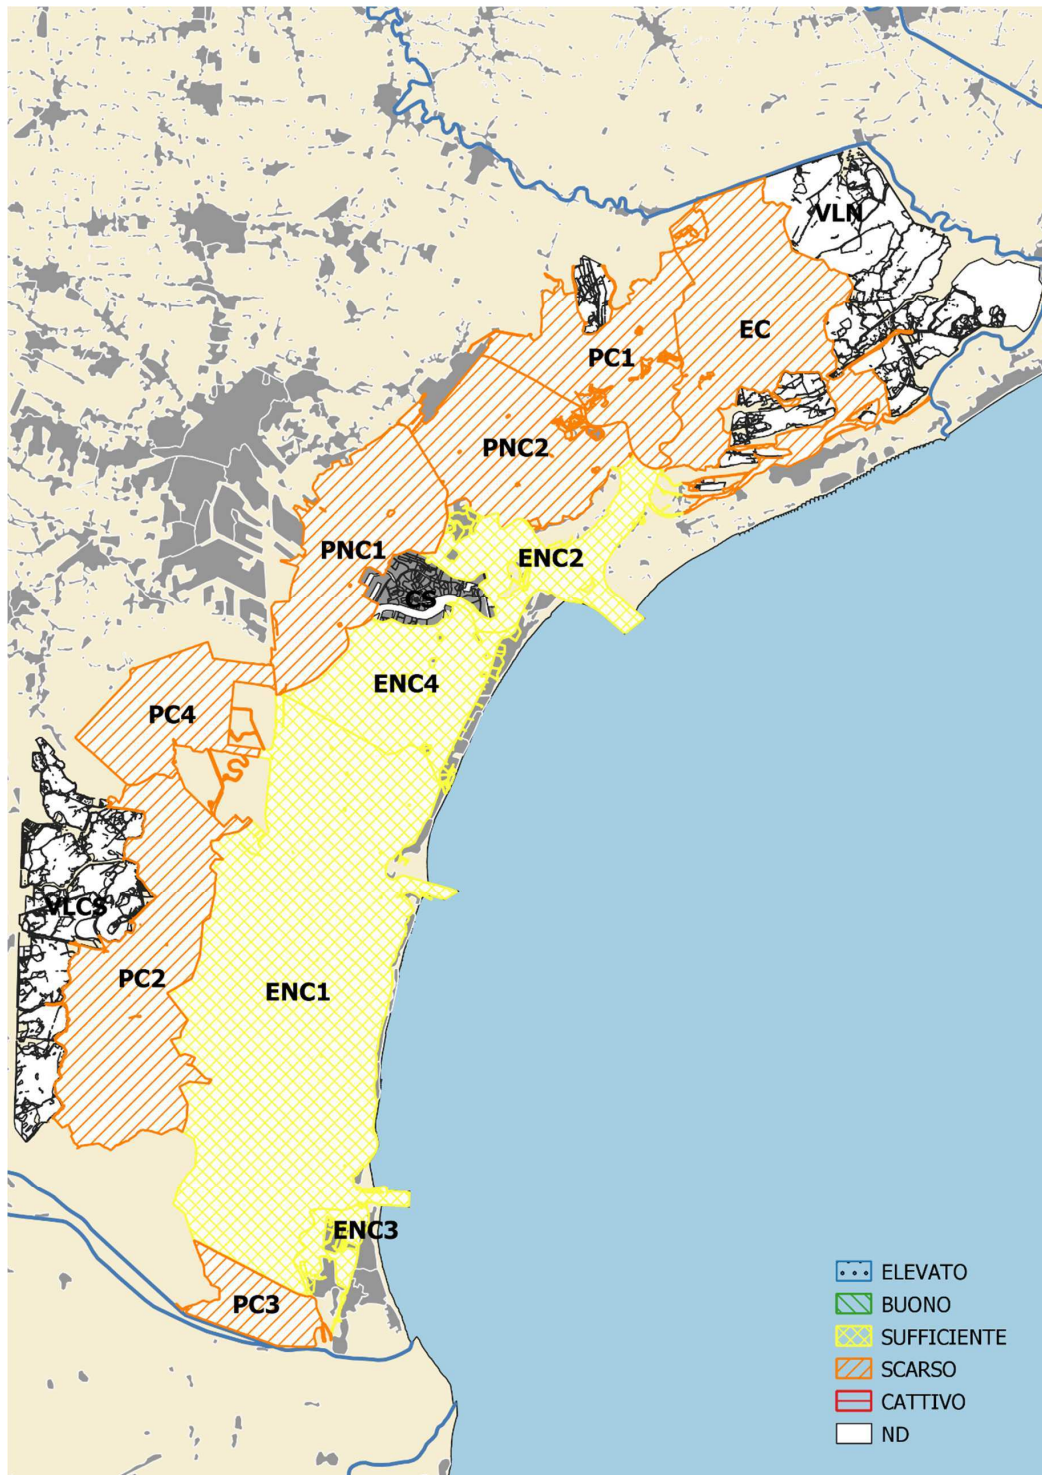 VLN
EC
PC1
PNC2
PNC1
ENC2
CS
ENC4
PC4
VLCS
PC2
ENC1
ENC3
PC3
ELEVATO
BUONO
SUFFICIENTE
SCARSO
CATTIVO
ND